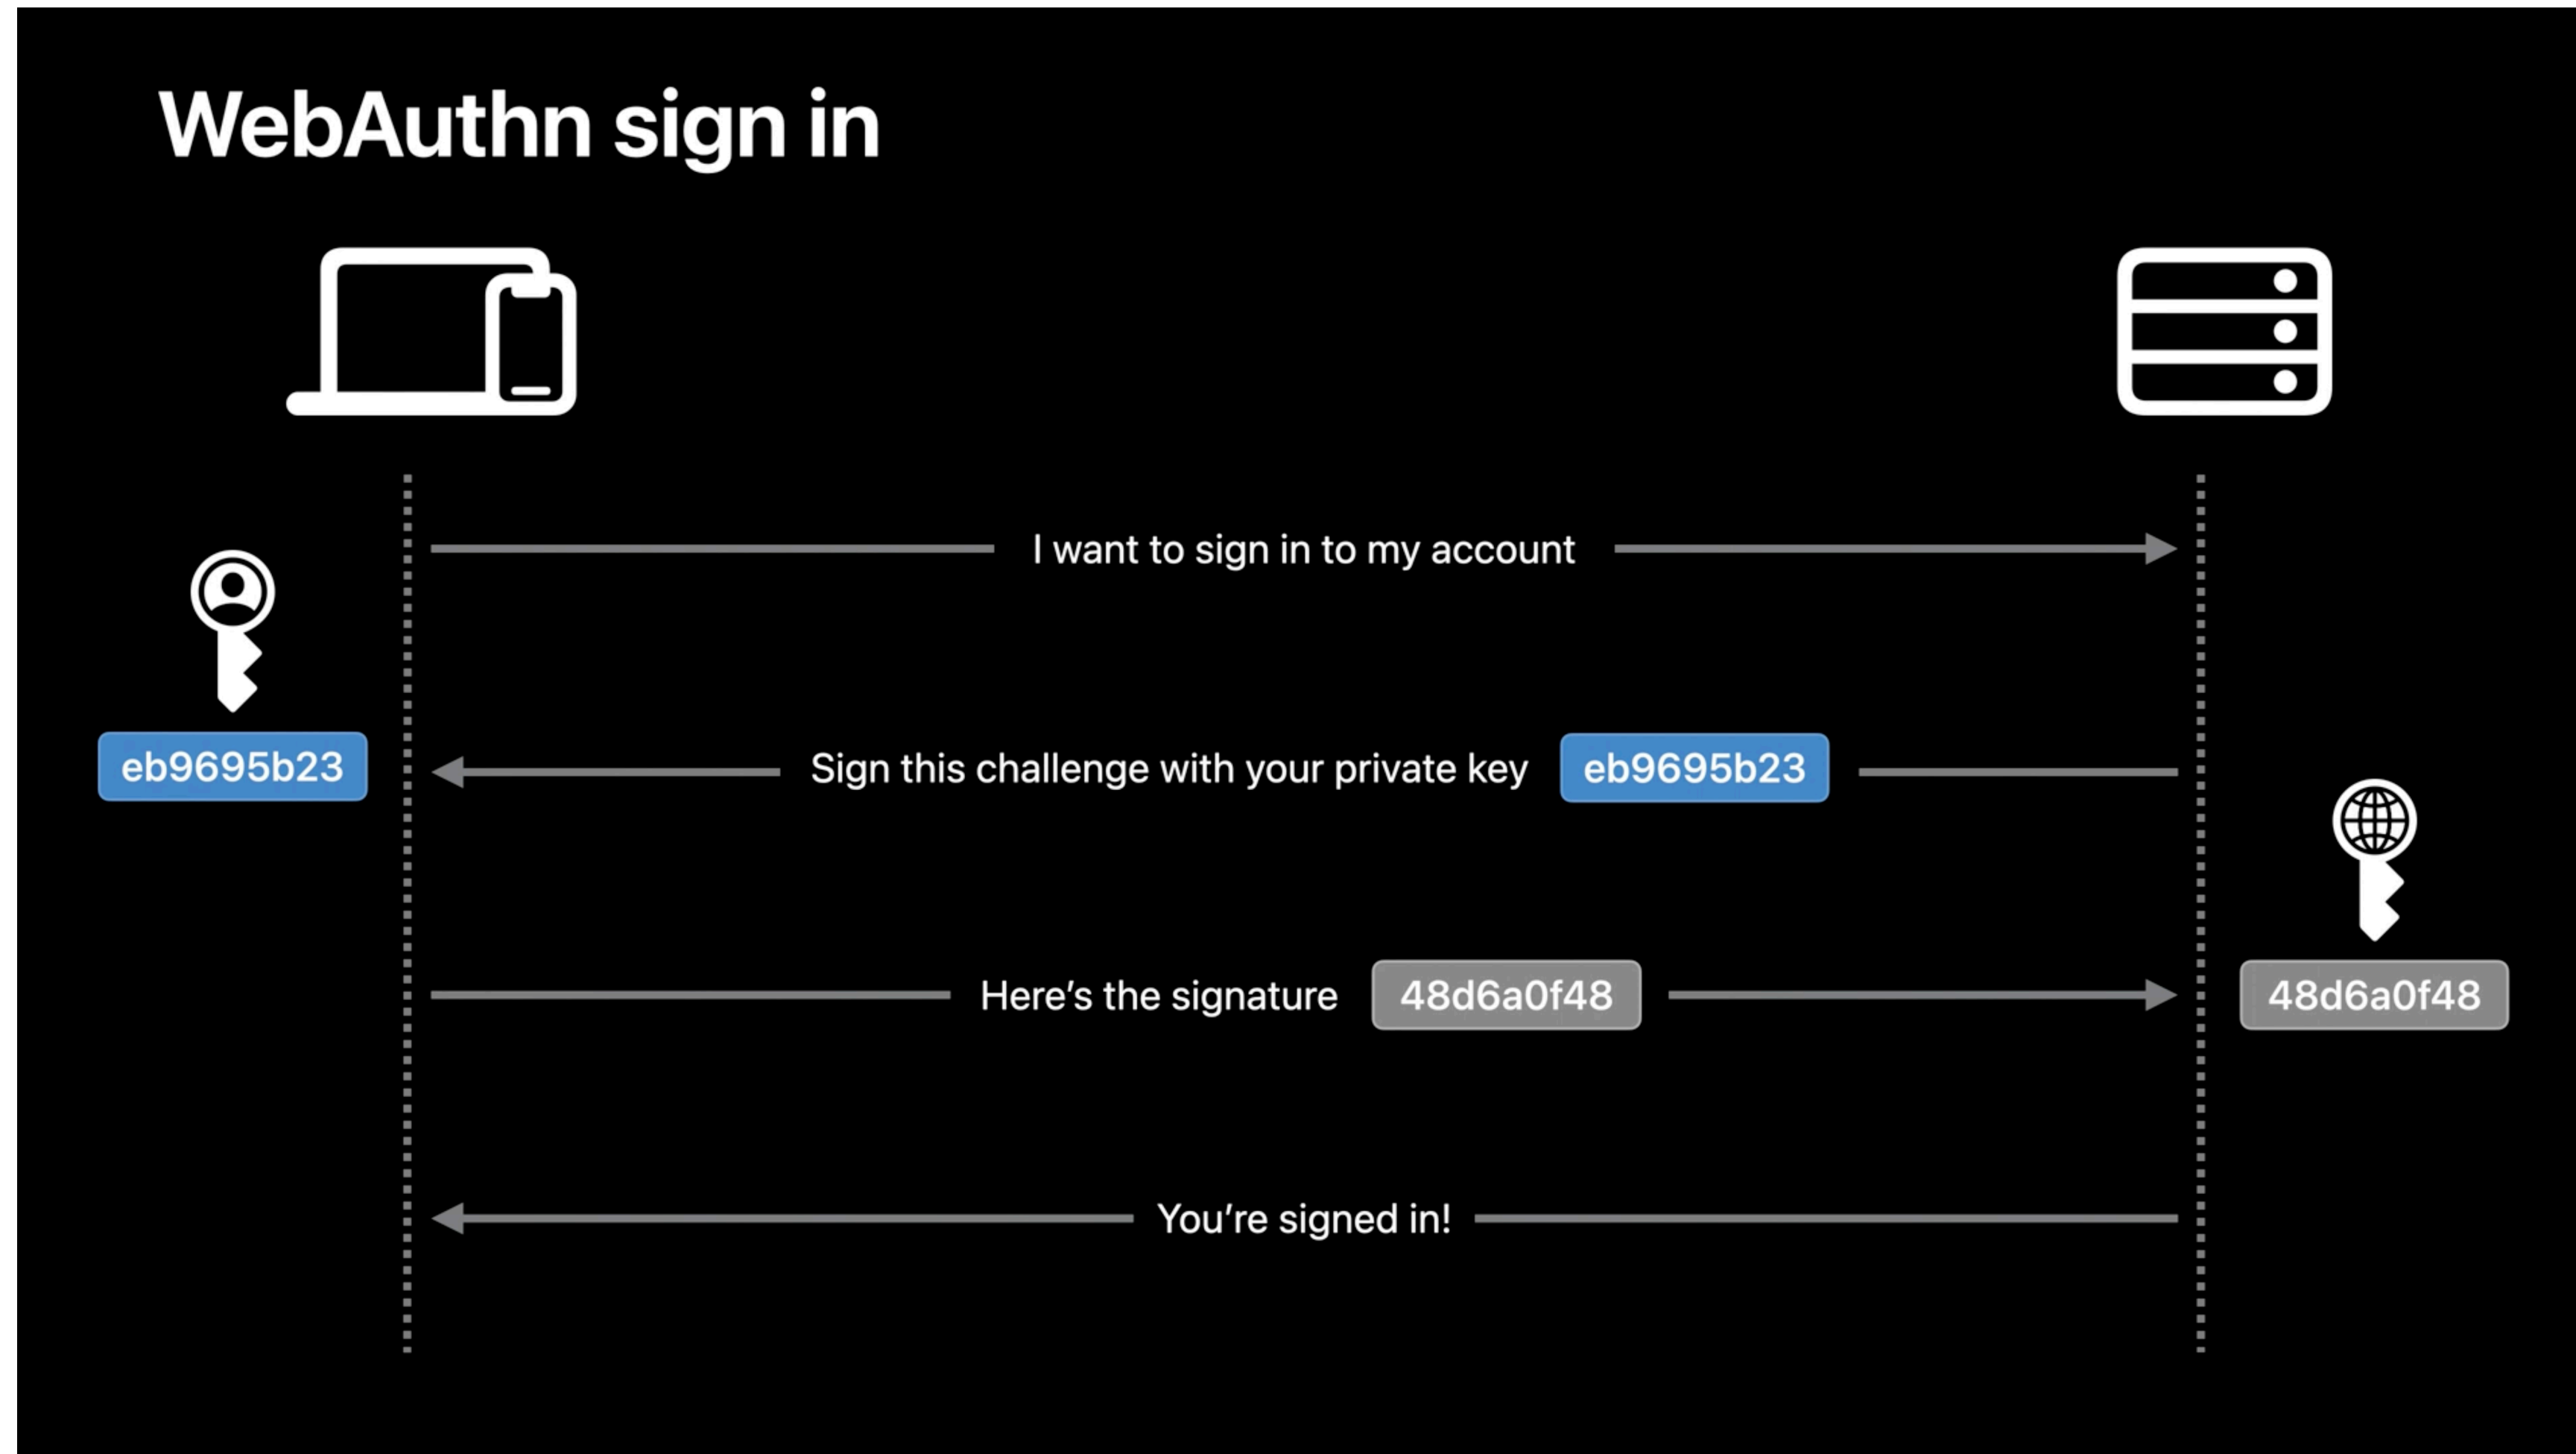 WebAuthn sign in
I want to sign in to my account
eb9695b23
Sign this challenge with your private key eb9695b23
Here’s the signature 48d6a0f48
48d6a0f48
You’re signed in!